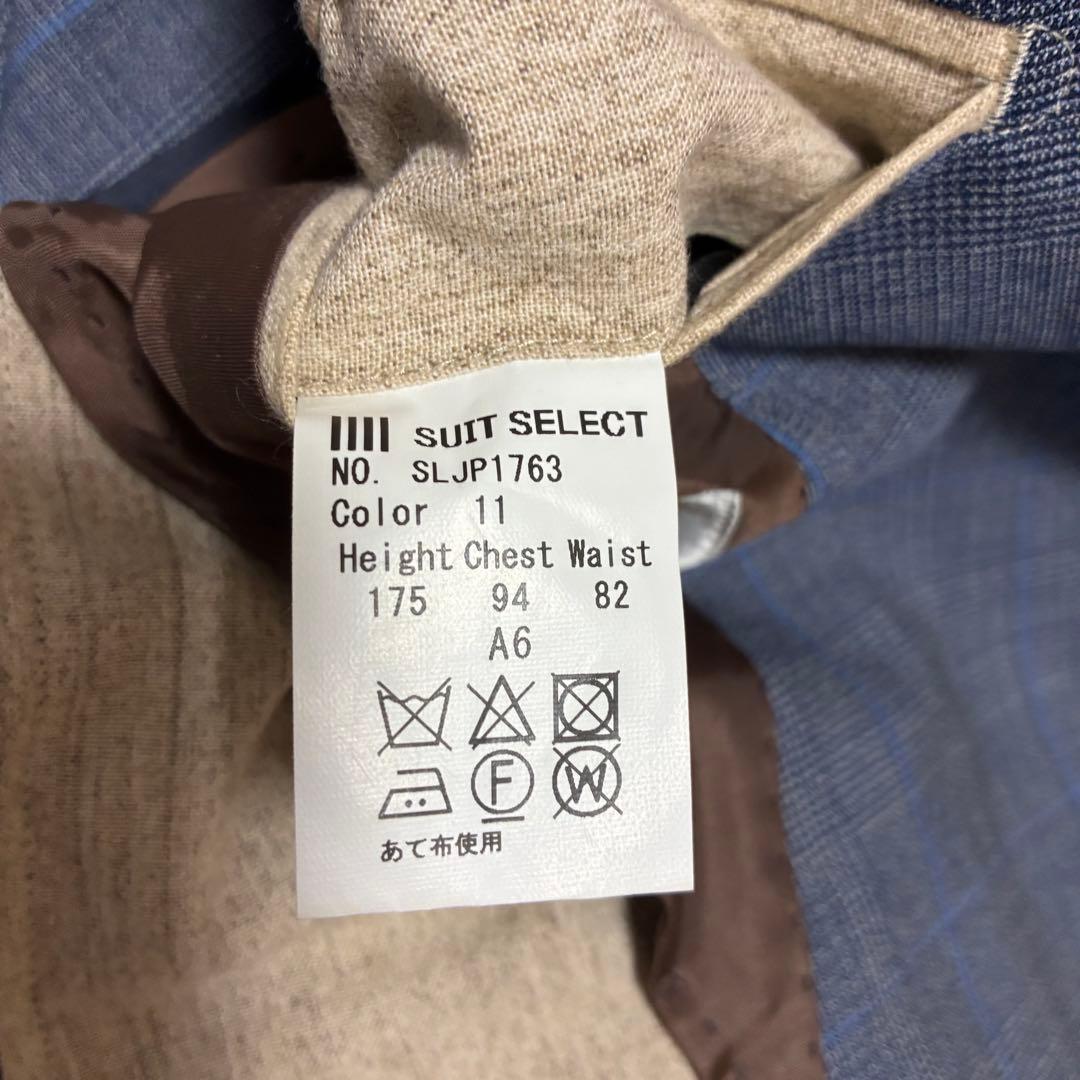 SUIT SELECT
NO. SLJP1763
Color 11
Height Chest Waist
175 94 82
A6
F W
あて布使用